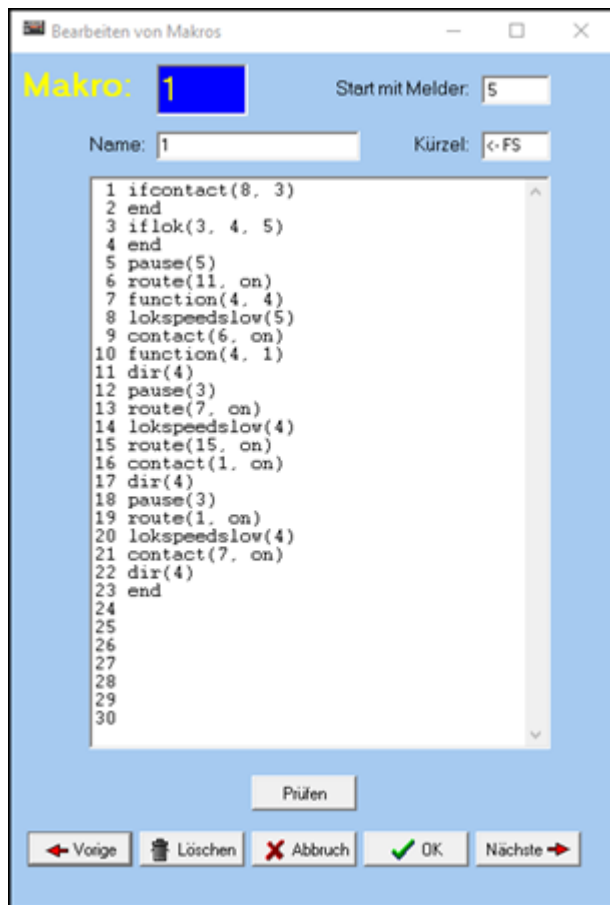 Bearbeiten von Makros
Makro: 1 Start mit Melder: 5
Name: 1 Kürzel: <-FS
1 ifcontact(8, 3)
2 end
3 iflok(3, 4, 5)
4 end
5 pause(5)
6 route(11, on)
7 function(4, 4)
8 lokspeedslow(5)
9 contact(6, on)
10 function(4, 1)
11 dir(4)
12 pause(3)
13 route(7, on)
14 lokspeedslow(4)
15 route(15, on)
16 contact(1, on)
17 dir(4)
18 pause(3)
19 route(1, on)
20 lokspeedslow(4)
21 contact(7, on)
22 dir(4)
23 end
24
25
26
27
28
29
30
Prüfen
Vorige Löschen Abbruch OK Nächste